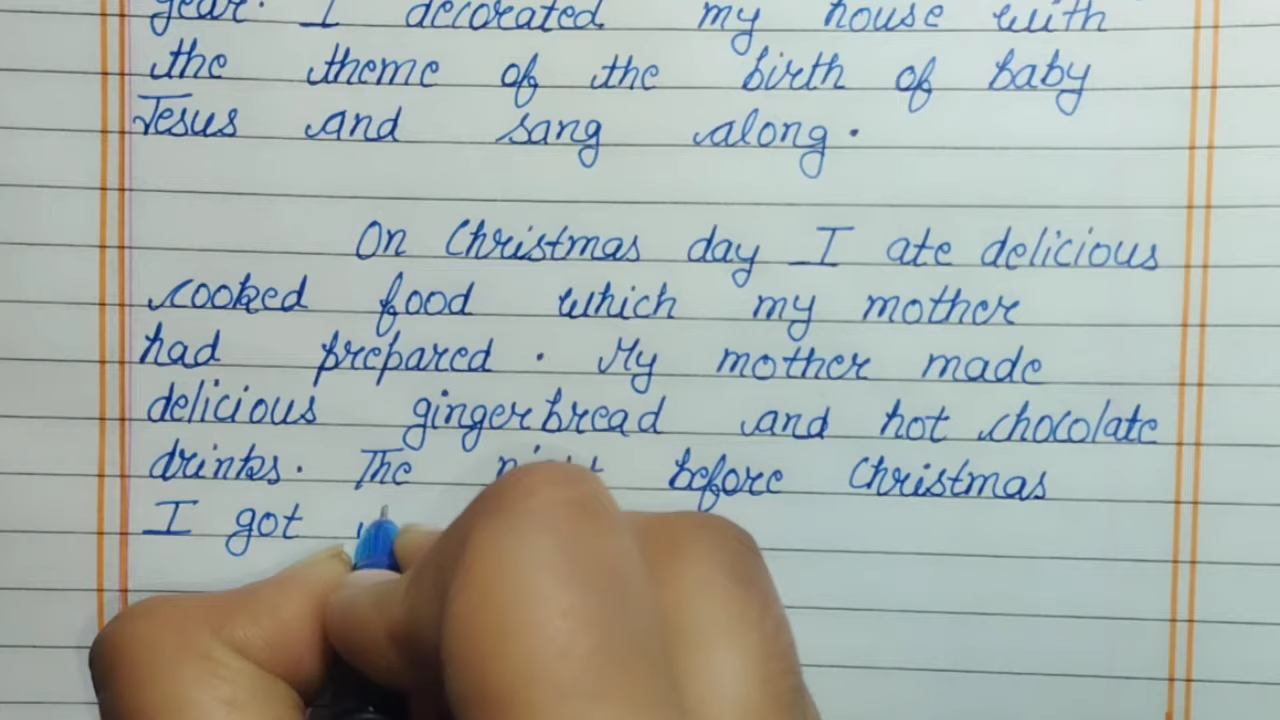 year. I decorated my house with
the theme of the birth of baby
Jesus and sang along.
On Christmas day I ate delicious
cooked food which my mother
had prepared. My mother made
delicious gingerbread and hot chocolate
drinks. The before Christmas
I got